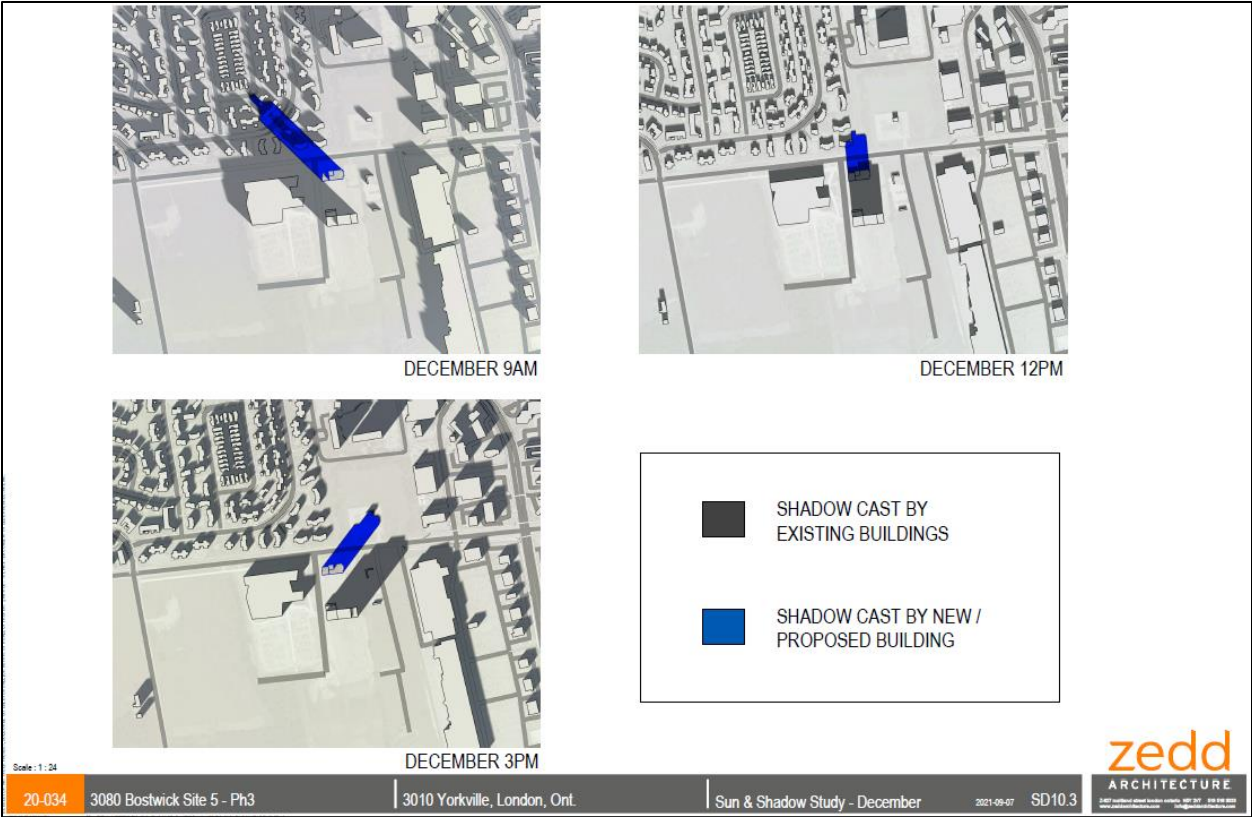 DECEMBER 9AM
DECEMBER 12PM
DECEMBER 3PM
SHADOW CAST BY
EXISTING BUILDINGS
SHADOW CAST BY NEW /
PROPOSED BUILDING
zedd
ARCHITECTURE
Scale : 1 : 24
20-034
3080 Bostwick Site 5 - Ph3
3010 Yorkville, London, Ont.
Sun & Shadow Study - December
2021-09-07
SD10.3